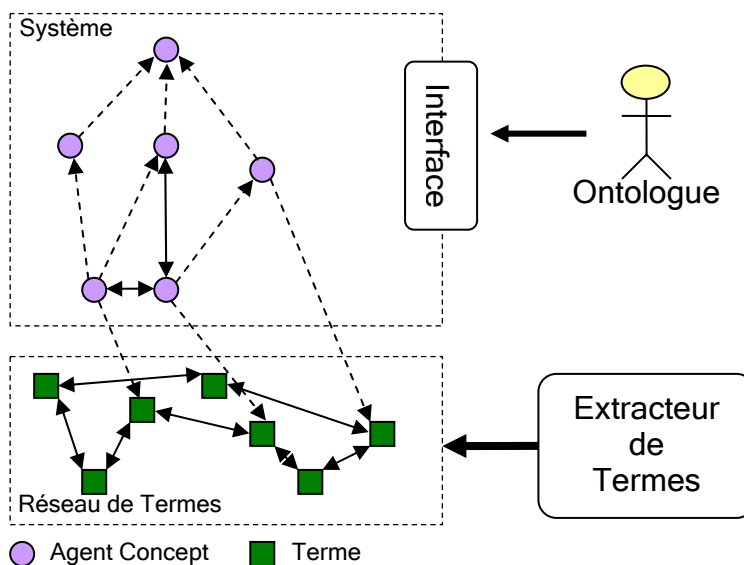 Système
Interface
Ontologue
Extracteur
de
Termes
Réseau de Termes
Agent Concept
Terme